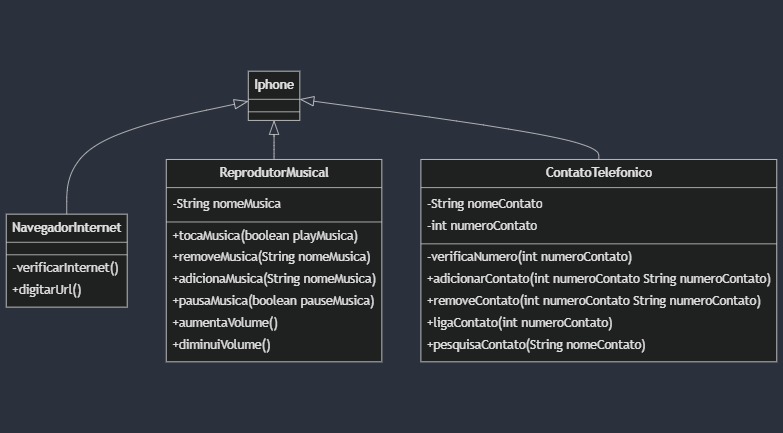 Iphone
NavegadorInternet
-verificarInternet()
+digitarUrl()
ReprodutorMusical
-String nomeMusica
+tocaMusica(boolean playMusica)
+removeMusica(String nomeMusica)
+adicionaMusica(String nomeMusica)
+pausaMusica(boolean pauseMusica)
+aumentaVolume()
+diminuiVolume()
ContatoTelefonico
-String nomeContato
-int numeroContato
-verificaNumero(int numeroContato)
+adicionarContato(int numeroContato String numeroContato)
+removeContato(int numeroContato String numeroContato)
+ligaContato(int numeroContato)
+pesquisaContato(String nomeContato)